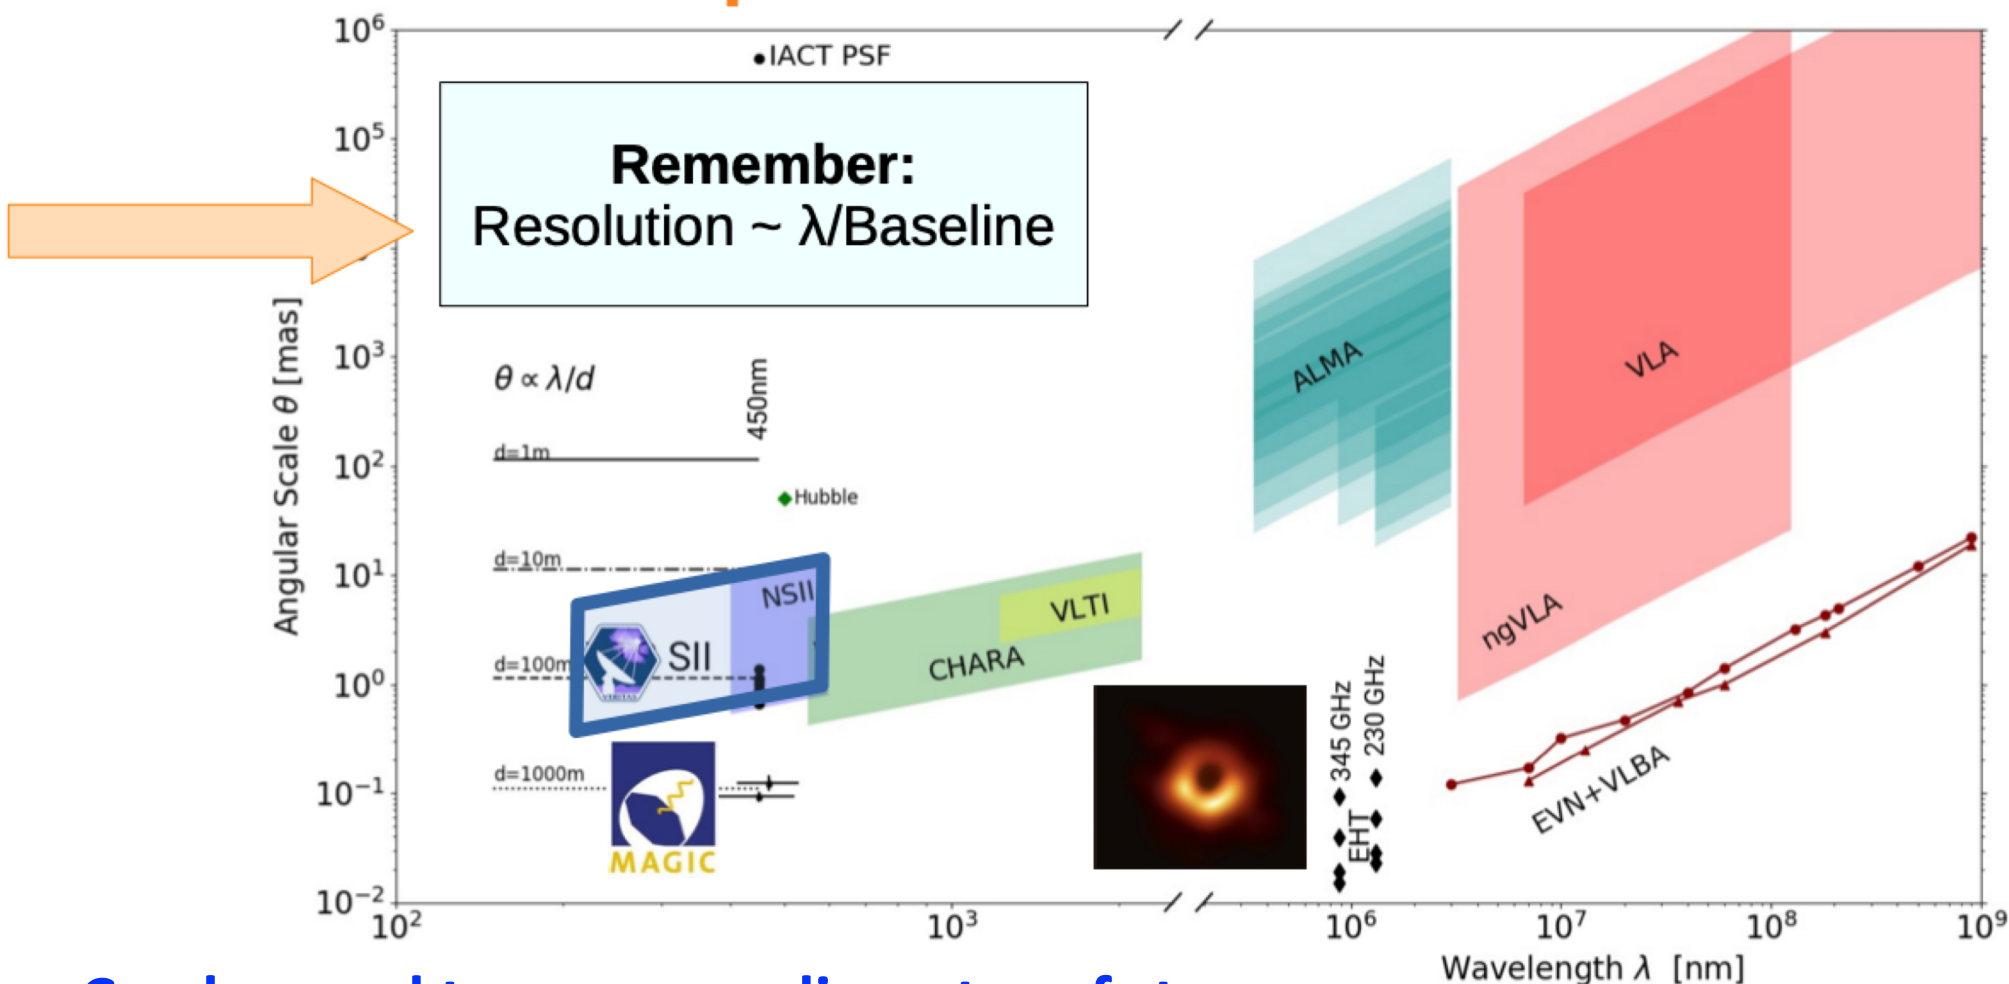 10⁶
IACT PSF
10⁵
Remember:
Resolution ~ λ/Baseline
10³
θ ∝ λ/d
450nm
ALMA
VLA
d=1m
10²
Hubble
Angular Scale θ [mas]
d=10m
10¹
NSII
VLTI
ngVLA
d=100m
SII
VERITAS
CHARA
10⁰
345 GHz
230 GHz
d=1000m
10⁻¹
EHT
EVN+VLBA
MAGIC
10⁻²
10²
10³
10⁶
10⁷
10⁸
10⁹
Wavelength λ [nm]